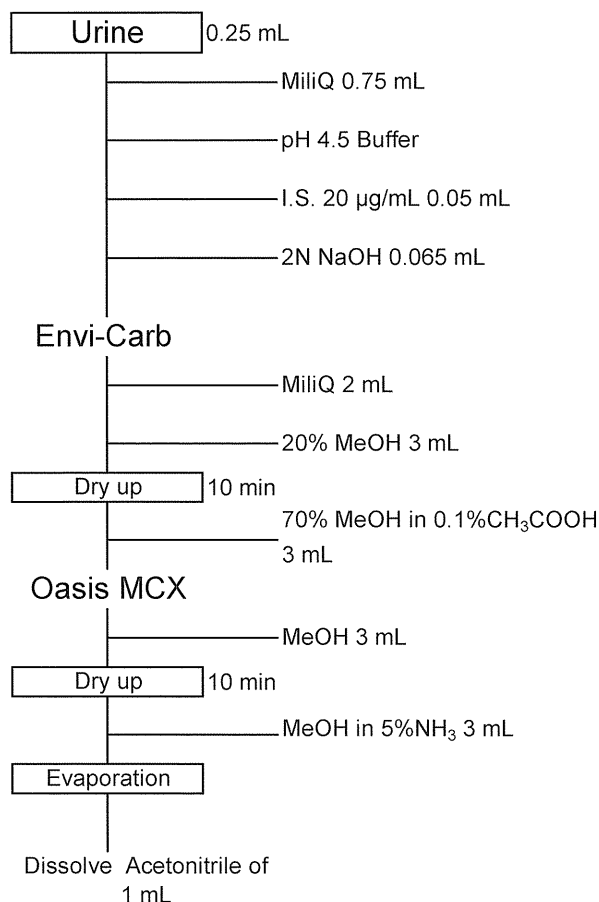 Urine 0.25 mL
MiliQ 0.75 mL
pH 4.5 Buffer
I.S. 20 µg/mL 0.05 mL
2N NaOH 0.065 mL
Envi-Carb
MiliQ 2 mL
20% MeOH 3 mL
Dry up 10 min
70% MeOH in 0.1%CH₃COOH
3 mL
Oasis MCX
MeOH 3 mL
Dry up 10 min
MeOH in 5%NH₃ 3 mL
Evaporation
Dissolve Acetonitrile of
1 mL